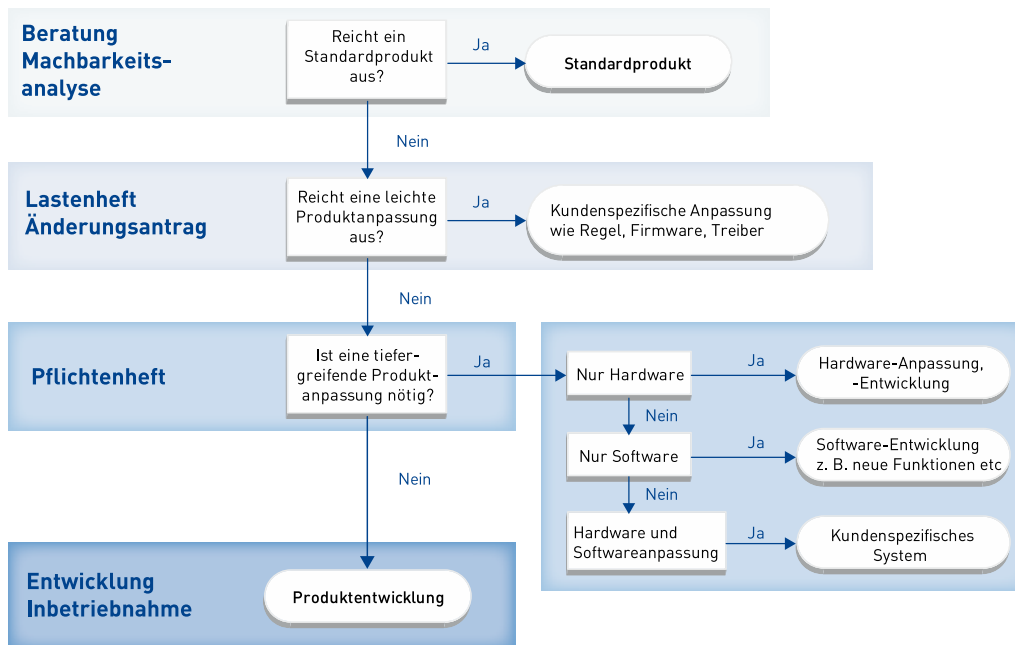 Beratung
Machbarkeits-
analyse
Reicht ein
Standardprodukt
aus?
Ja
Standardprodukt
Nein
Lastenheft
Änderungsantrag
Reicht eine leichte
Produktanpassung
aus?
Ja
Kundenspezifische Anpassung
wie Regel, Firmware, Treiber
Nein
Pflichtenheft
Ist eine tiefer-
greifende Produkt-
anpassung nötig?
Ja
Nur Hardware
Ja
Hardware-Anpassung,
-Entwicklung
Nein
Nur Software
Ja
Software-Entwicklung
z. B. neue Funktionen etc
Nein
Hardware und
Softwareanpassung
Ja
Kundenspezifisches
System
Nein
Entwicklung
Inbetriebnahme
Produktentwicklung